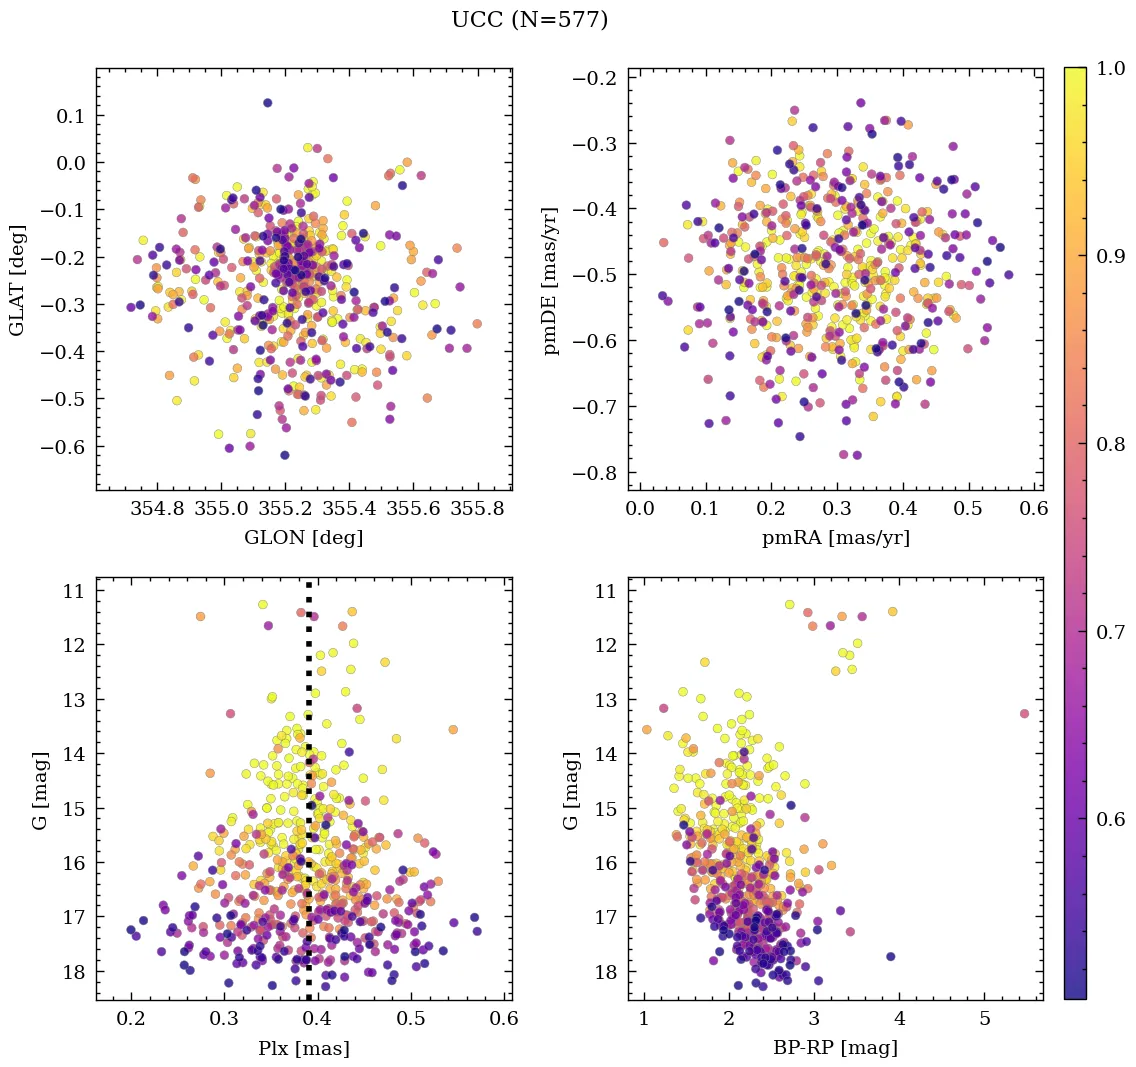 UCC (N=577)
0.1
0.0
−0.1
−0.2
−0.3
−0.4
−0.5
−0.6
GLAT [deg]
354.8 355.0 355.2 355.4 355.6 355.8
GLON [deg]
−0.2
−0.3
−0.4
−0.5
−0.6
−0.7
−0.8
pmDE [mas/yr]
0.0 0.1 0.2 0.3 0.4 0.5 0.6
pmRA [mas/yr]
11
12
13
14
15
16
17
18
G [mag]
0.2 0.3 0.4 0.5 0.6
Plx [mas]
11
12
13
14
15
16
17
18
G [mag]
1 2 3 4 5
BP-RP [mag]
1.0
0.9
0.8
0.7
0.6